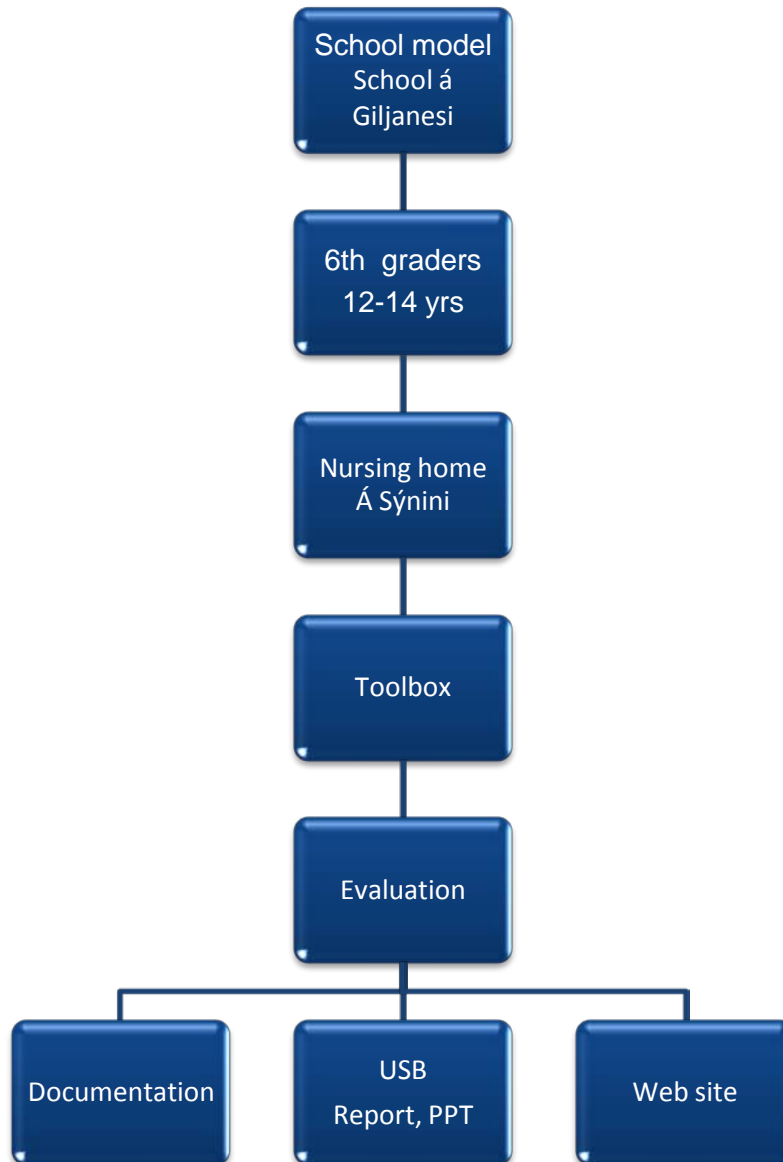 School model
School á
Giljanesi
6th graders
12-14 yrs
Nursing home
Á Sýnini
Toolbox
Evaluation
Documentation
USB
Report, PPT
Web site